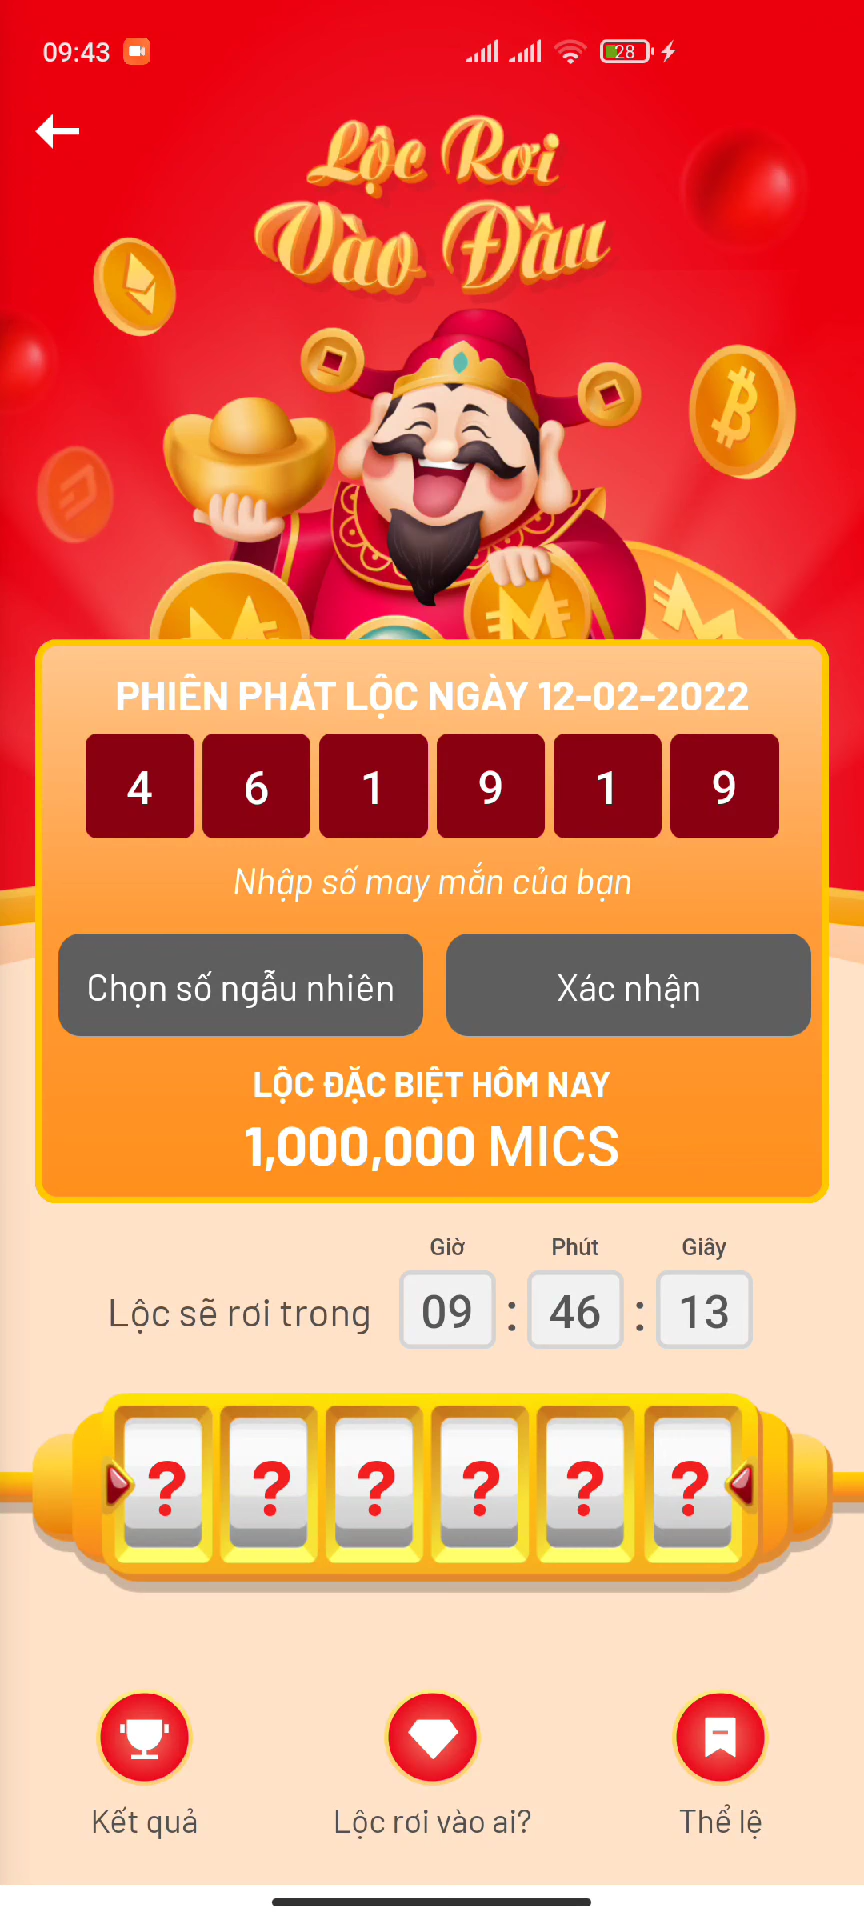 09:43
28
Lộc Rơi
Vào Đầu
PHIÊN PHÁT LỘC NGÀY 12-02-2022
4 6 1 9 1 9
Nhập số may mắn của bạn
Chọn số ngẫu nhiên Xác nhận
LỘC ĐẶC BIỆT HÔM NAY
1,000,000 MICS
Giờ Phút Giây
Lộc sẽ rơi trong 09 : 46 : 13
? ? ? ? ? ?
Kết quả Lộc rơi vào ai? Thể lệ